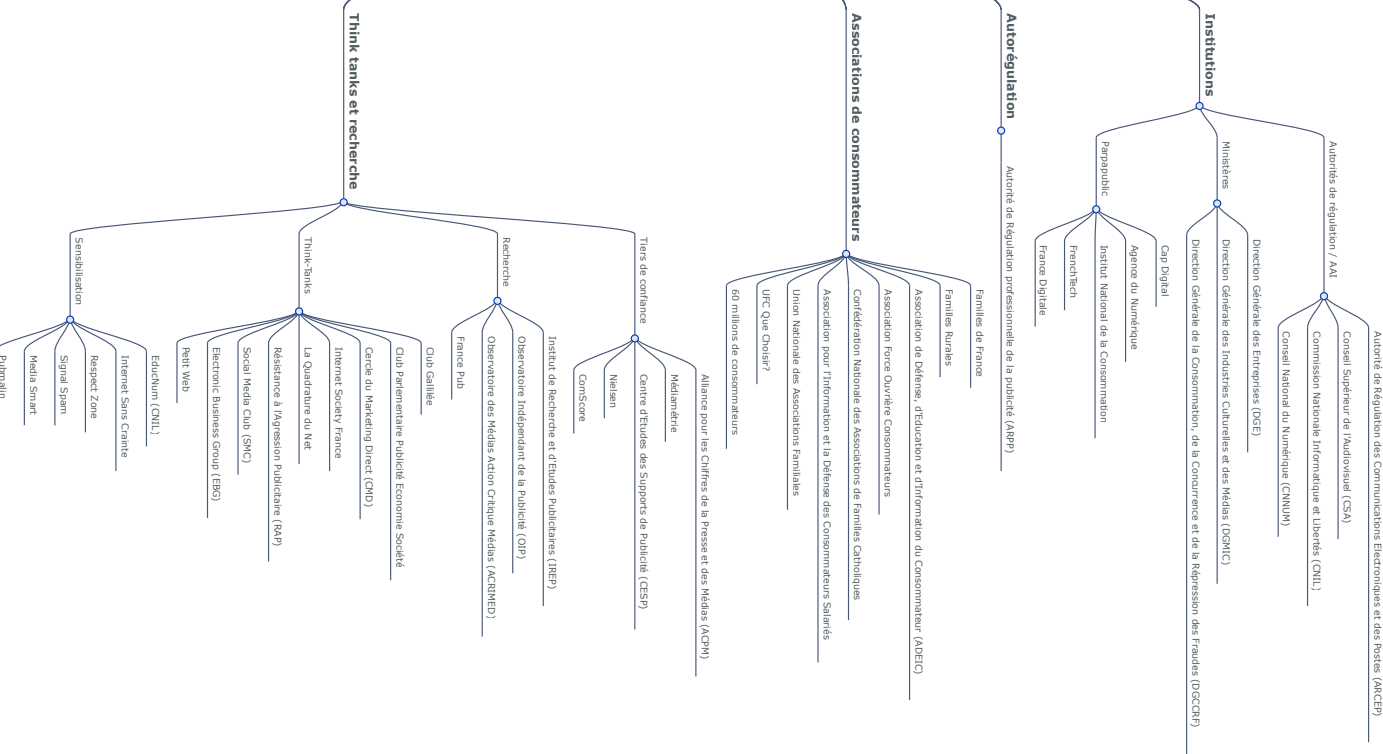 Institutions
Autorités de régulation / AAI
Autorité de Régulation des Communications Electroniques et des Postes (ARCEP)
Conseil Supérieur de l'Audiovisuel (CSA)
Commission Nationale Informatique et Libertés (CNIL)
Conseil National du Numérique (CNNUM)
Ministères
Direction Générale des Entreprises (DGE)
Direction Générale des Industries Culturelles et des Médias (DGMIC)
Direction Générale de la Consommation, de la Concurrence et de la Répression des Fraudes (DGCCRF)
Parpapublic
Cap Digital
Agence du Numérique
Institut National de la Consommation
FrenchTech
France Digitale
Autorégulation
Autorité de Régulation professionnelle de la publicité (ARPP)
Associations de consommateurs
Familles de France
Familles Rurales
Association de Défense, d'Education et d'Information du Consommateur (ADEIC)
Association Force Ouvrière Consommateurs
Confédération Nationale des Associations de Familles Catholiques
Association pour l'Information et la Défense des Consommateurs Salariés
Union Nationale des Associations Familiales
UFC Que Choisir?
60 millions de consommateurs
Think tanks et recherche
Tiers de confiance
Alliance pour les Chiffres de la Presse et des Médias (ACPM)
Médiamétrie
Centre d'Etudes des Supports de Publicité (CESP)
Nielsen
ComScore
Recherche
Institut de Recherche et d'Etudes Publicitaires (IREP)
Observatoire Indépendant de la Publicité (OIP)
Observatoire des Médias Action Critique Médias (ACRIMED)
France Pub
Think-Tanks
Club Galilée
Club Parlementaire Publicité Economie Société
Cercle du Marketing Direct (CMD)
Internet Society France
La Quadrature du Net
Résistance à l'Agression Publicitaire (RAP)
Social Media Club (SMC)
Electronic Business Group (EBG)
Petit Web
Sensibilisation
EducNum (CNIL)
Internet Sans Crainte
Respect Zone
Signal Spam
Media Smart
Pubmalin